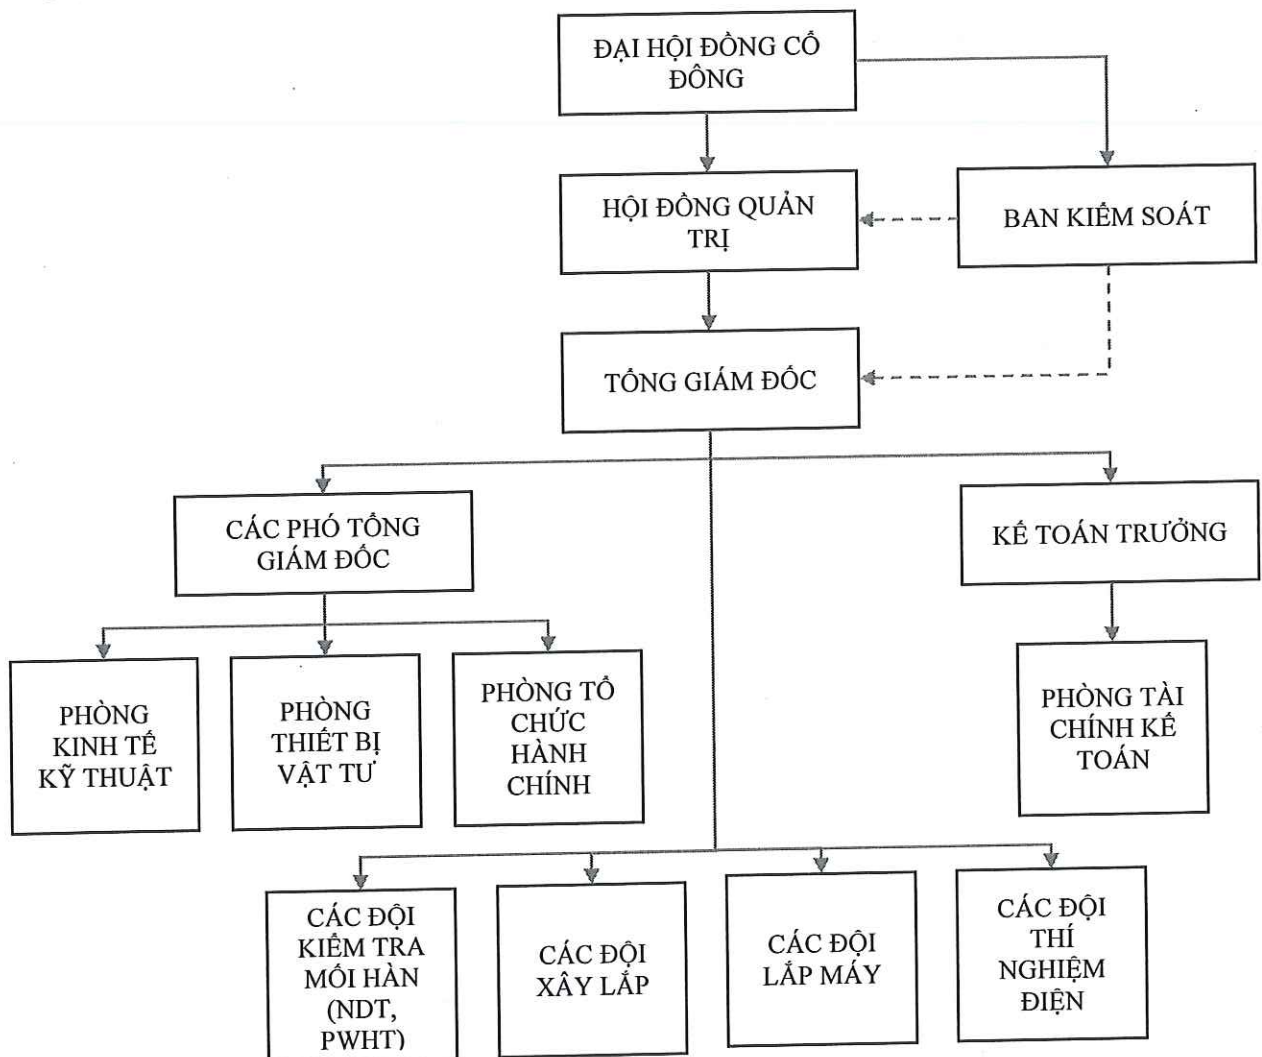 ĐẠI HỘI ĐỒNG CỔ
ĐÔNG
HỘI ĐỒNG QUẢN
TRỊ
BAN KIỂM SOÁT
TỔNG GIÁM ĐỐC
CÁC PHÓ TỔNG
GIÁM ĐỐC
KẾ TOÁN TRƯỞNG
PHÒNG
KINH TẾ
KỸ THUẬT
PHÒNG
THIẾT BỊ
VẬT TƯ
PHÒNG TỔ
CHỨC
HÀNH
CHÍNH
PHÒNG TÀI
CHÍNH KẾ
TOÁN
CÁC ĐỘI
KIỂM TRA
MỐI HÀN
(NDT,
PWHT)
CÁC ĐỘI
XÂY LẮP
CÁC ĐỘI
LẮP MÁY
CÁC ĐỘI
THÍ
NGHIỆM
ĐIỆN